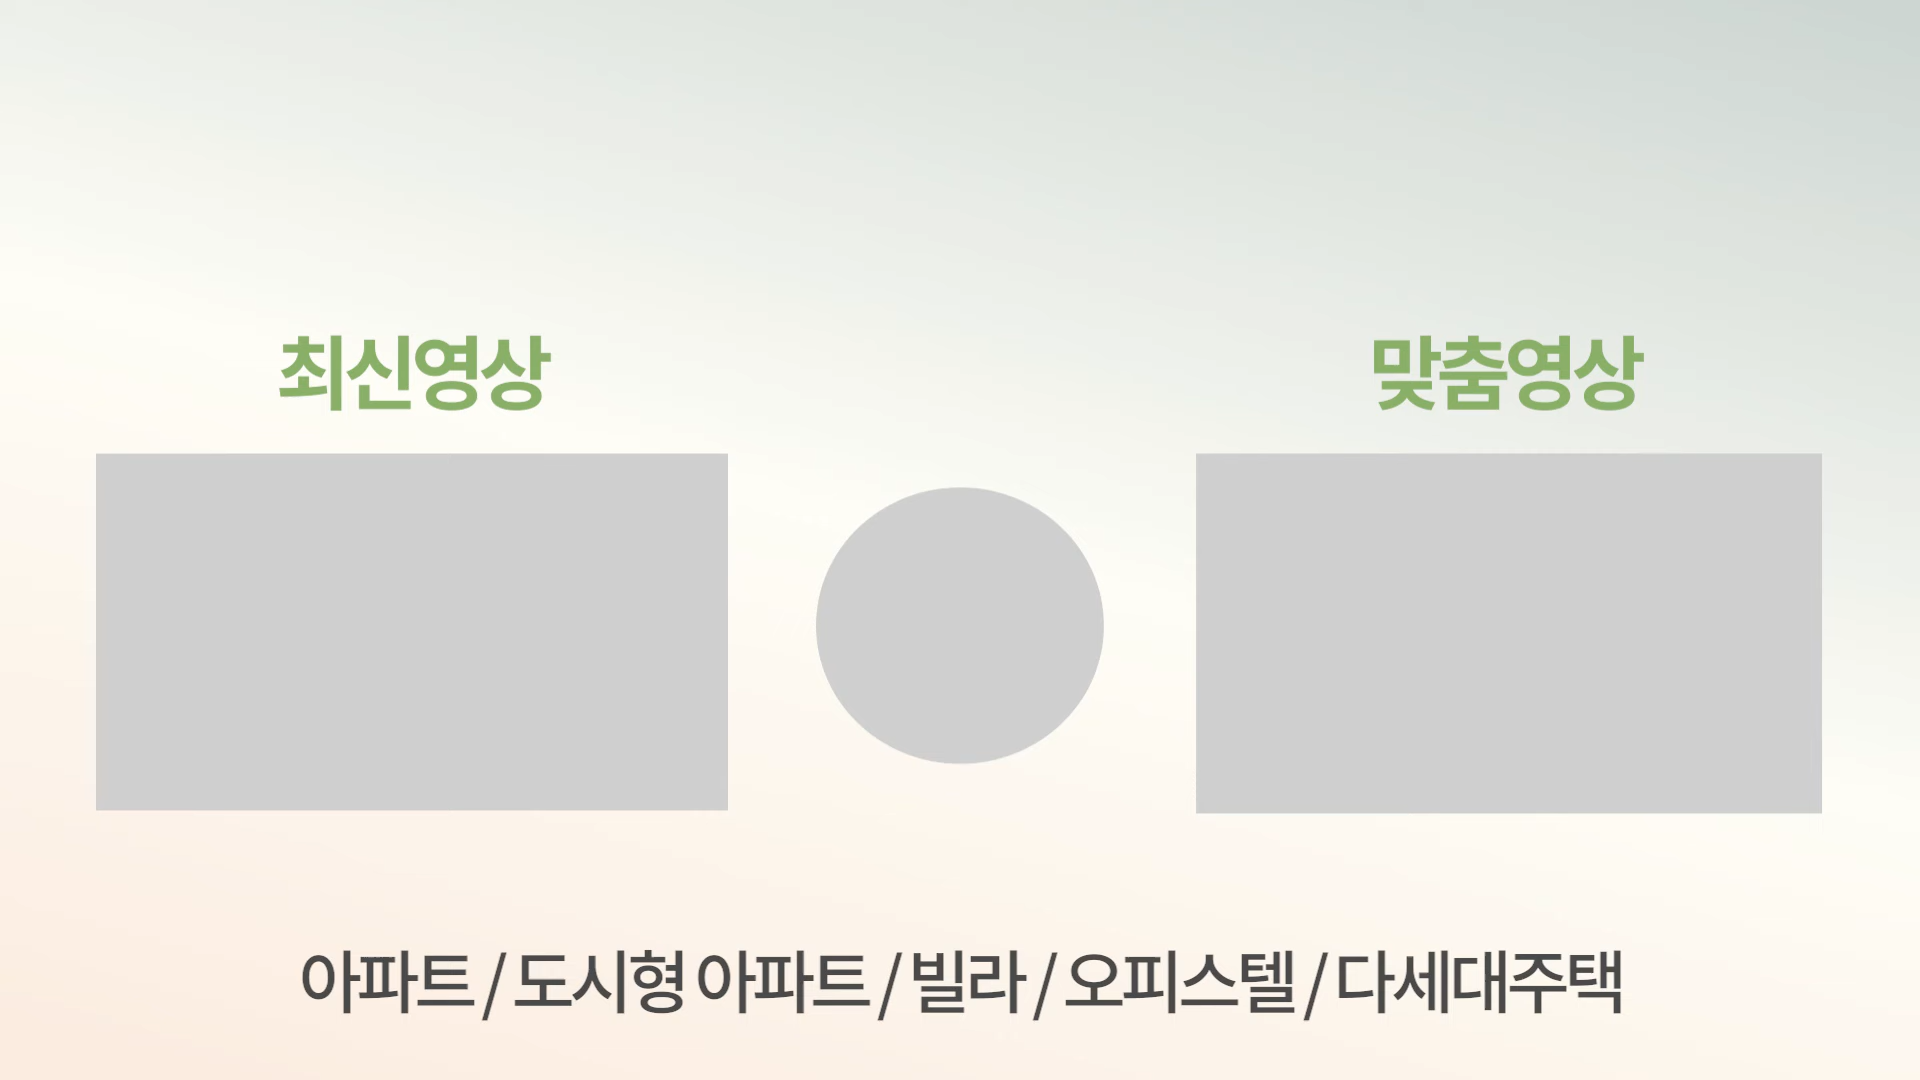 최신영상
맞춤영상
아파트 / 도시형 아파트 / 빌라 / 오피스텔 / 다세대주택